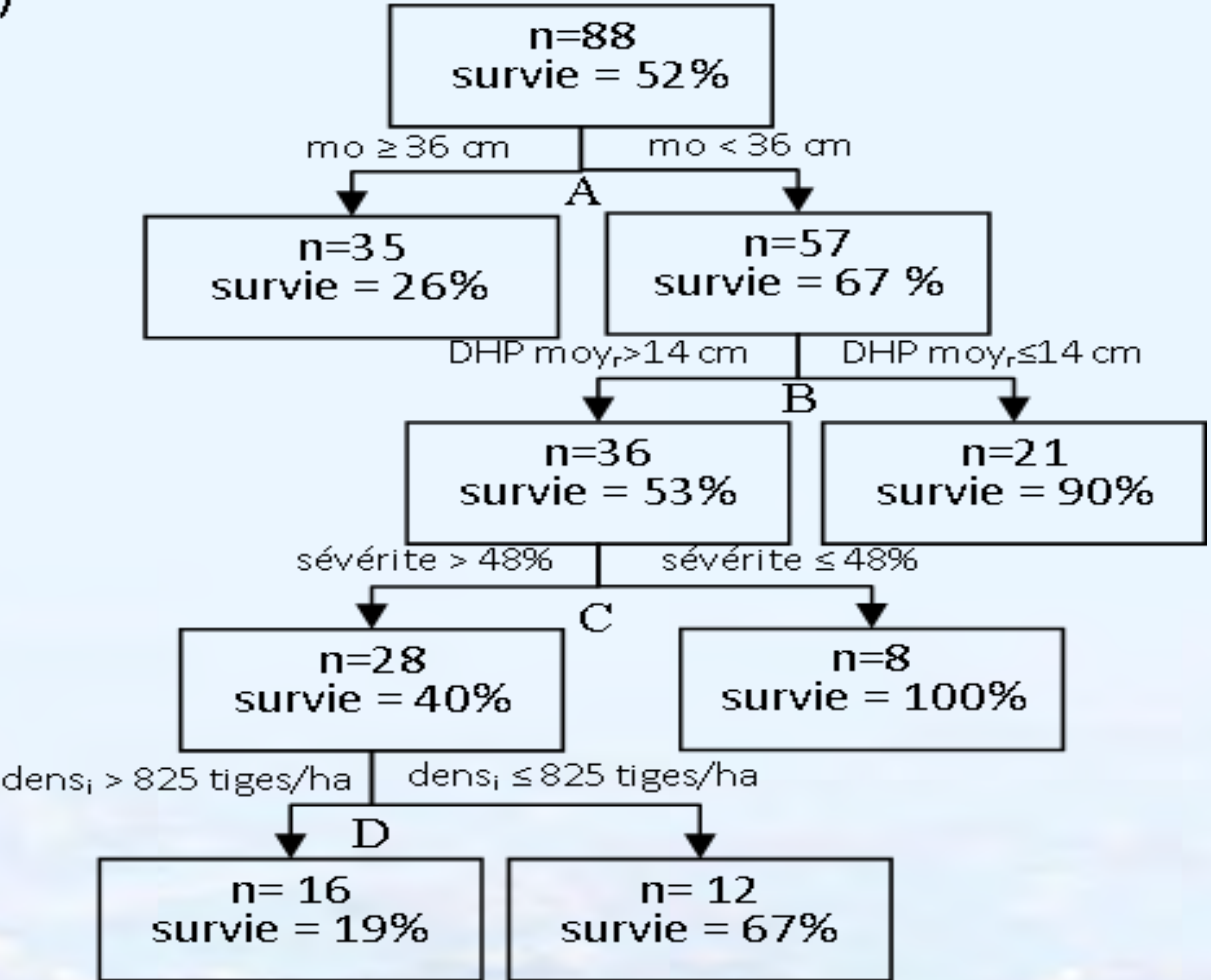 )
n=88
survie = 52%
mo ≥ 36 cm
mo < 36 cm
A
n=35
survie = 26%
n=57
survie = 67 %
DHP moyᵣ>14 cm
DHP moyᵣ≤14 cm
B
n=36
survie = 53%
n=21
survie = 90%
sévérite > 48%
sévérite ≤ 48%
C
n=28
survie = 40%
n=8
survie = 100%
densᵢ > 825 tiges/ha
densᵢ ≤ 825 tiges/ha
D
n= 16
survie = 19%
n= 12
survie = 67%